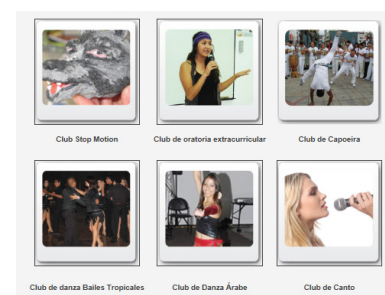 Club Stop Motion
Club de oratoria extracurricular
Club de Capoeira
Club de danza Bailes Tropicales
Club de Danza Árabe
Club de Canto